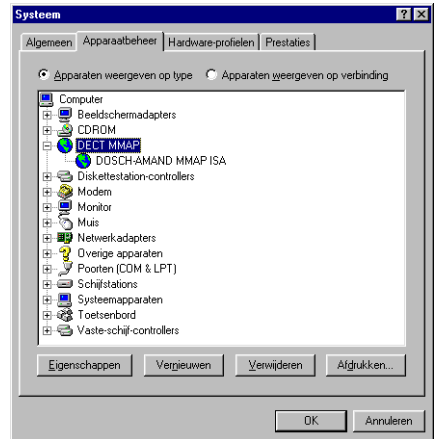 Systeem
Algemeen Apparaatbeheer Hardware-profielen Prestaties
Apparaten weergeven op type Apparaten weergeven op verbinding
Computer
Beeldschermadapters
CDROM
DECT MMAP
DOSCH-AMAND MMAP ISA
Diskettestation-controllers
Modem
Monitor
Muis
Netwerkadapters
Overige apparaten
Poorten (COM & LPT)
Schijfstations
Systeemapparaten
Toetsenbord
Vaste-schijf-controllers
Eigenschappen Vernieuwen Verwijderen Afdrukken...
OK Annuleren